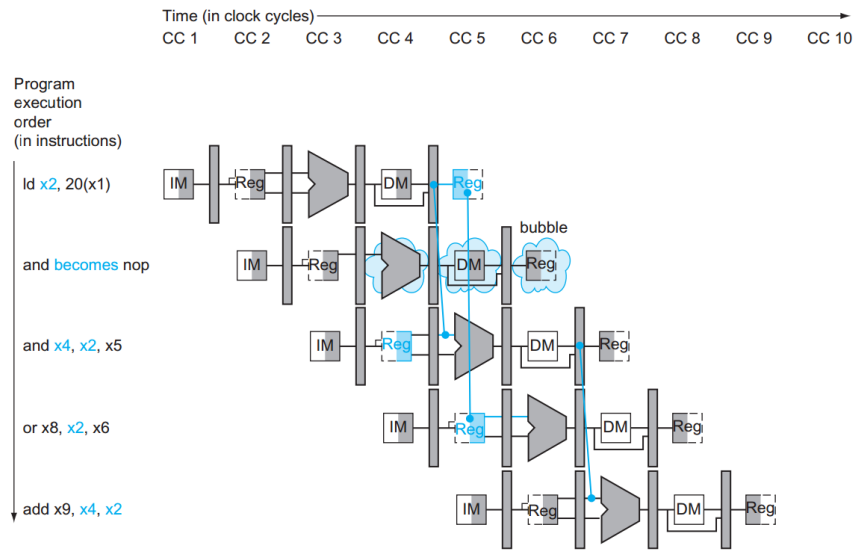 Time (in clock cycles)
CC 1 CC 2 CC 3 CC 4 CC 5 CC 6 CC 7 CC 8 CC 9 CC 10
Program
execution
order
(in instructions)
ld x2, 20(x1)
IM Reg DM Reg
bubble
and becomes nop
IM Reg DM Reg
and x4, x2, x5
IM Reg DM Reg
or x8, x2, x6
IM Reg DM Reg
add x9, x4, x2
IM Reg DM Reg